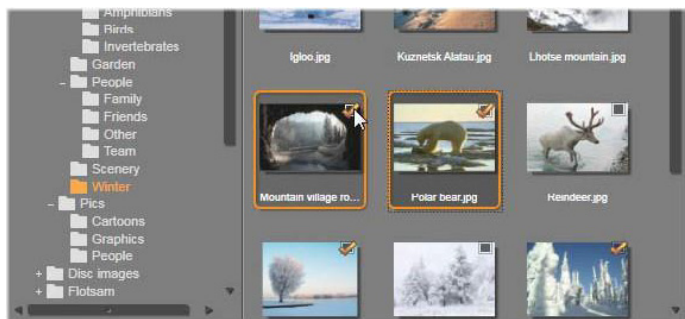 Amphibians
Birds
Invertebrates
Garden
- People
Family
Friends
Other
Team
Scenery
Winter
- Pics
Cartoons
Graphics
People
+ Disc images
+ Flotsam
Igloo.jpg
Kuznetsk Alatau.jpg
Lhotse mountain.jpg
Mountain village ro...
Polar bear.jpg
Reindeer.jpg